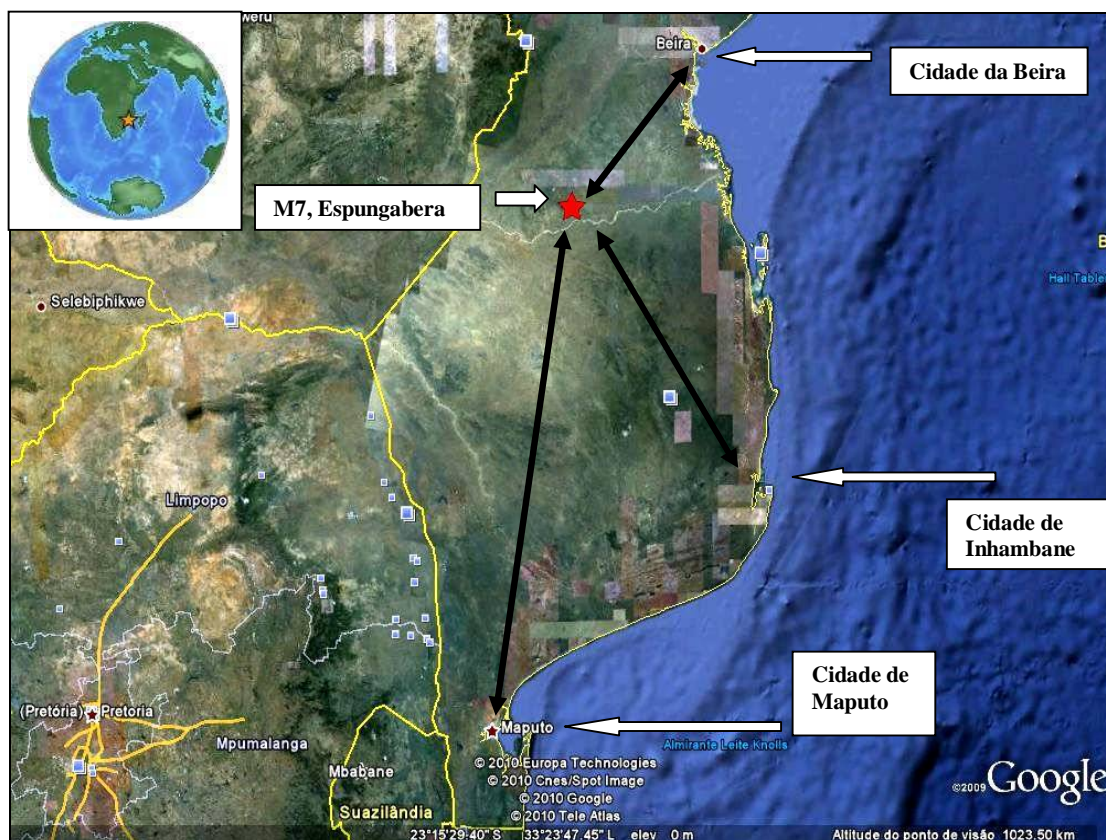 weru
Beira
Cidade da Beira
M7, Espungabera
B
Hall Table
Selebiphikwe
Limpopo
Cidade de
Inhambane
Cidade de
Maputo
(Pretória)
Pretoria
Maputo
Mpumalanga
Almirante Leite Knolls
Mbabane
© 2010 Europa Technologies
© 2010 Cnes/Spot Image
© 2010 Google
© 2010 Tele Atlas
©2009 Google
Suazilândia
23°15'29.40" S 33°23'47.45" L elev 0 m
Altitude do ponto de visão 1023.50 km